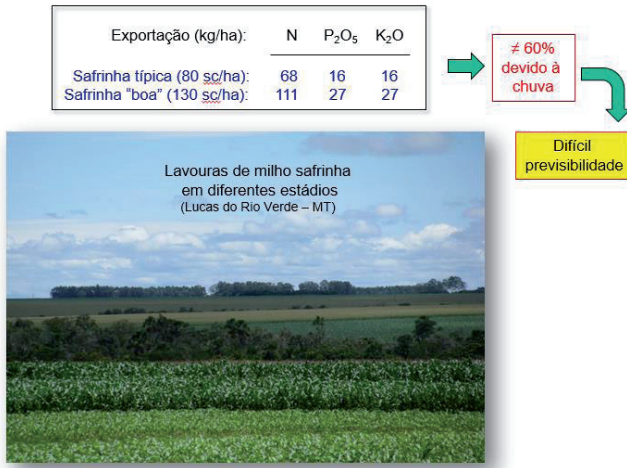 Exportação (kg/ha): N P₂O₅ K₂O
Safrinha típica (80 sc/ha): 68 16 16
Safrinha "boa" (130 sc/ha): 111 27 27
≠ 60%
devido à
chuva
Difícil
previsibilidade
Lavouras de milho safrinha
em diferentes estádios
(Lucas do Rio Verde – MT)